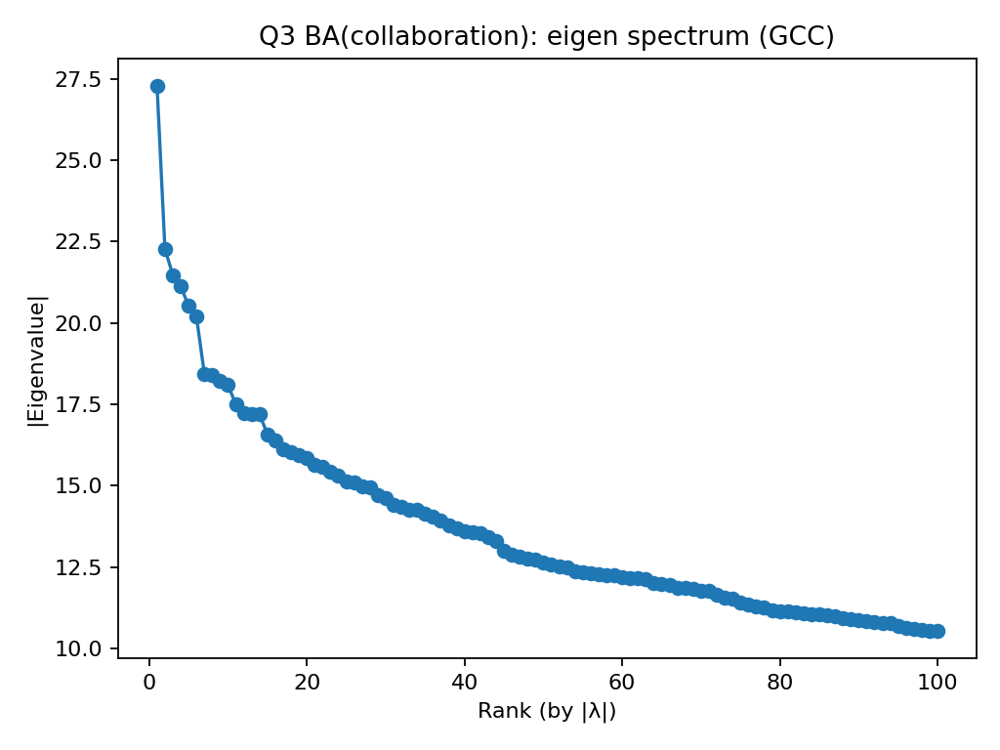 Q3 BA(collaboration): eigen spectrum (GCC)
|Eigenvalue|
27.5
25.0
22.5
20.0
17.5
15.0
12.5
10.0
0 20 40 60 80 100
Rank (by |λ|)